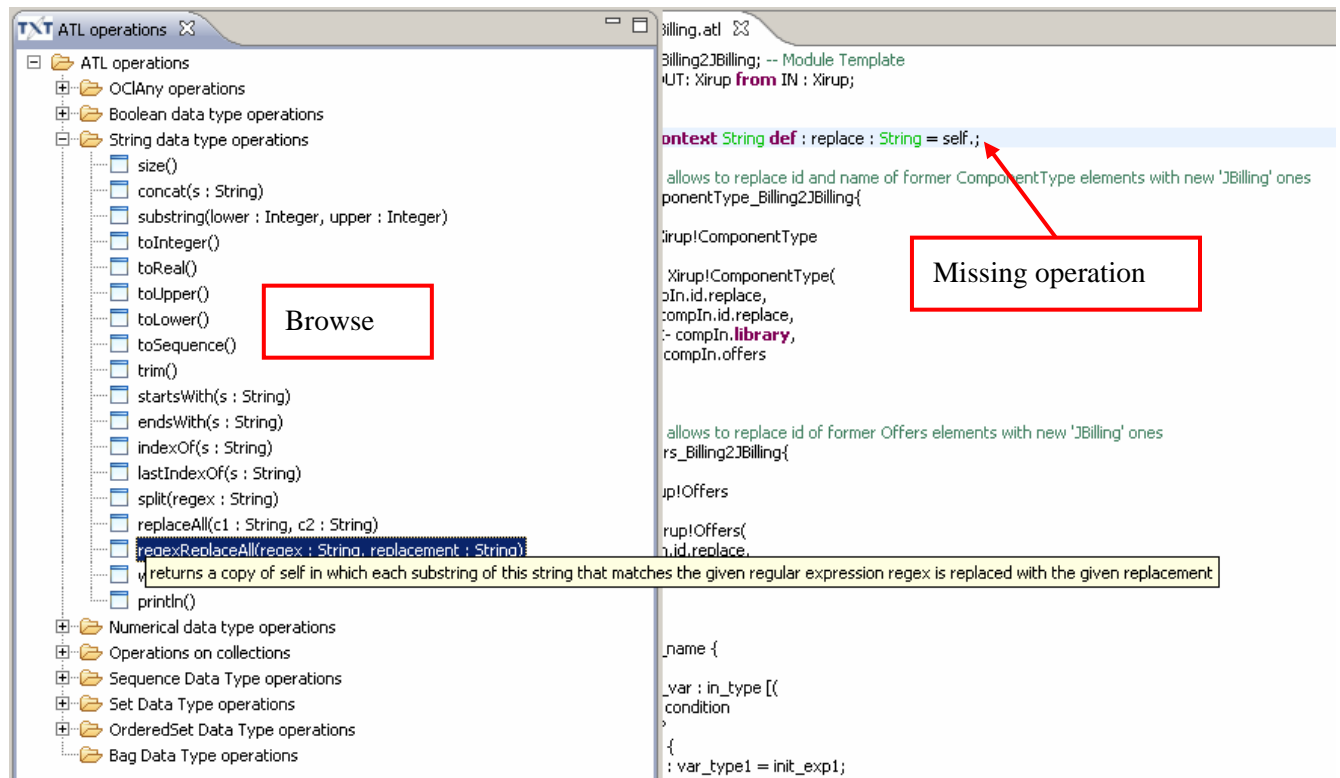 TXT ATL operations
ATL operations
OClAny operations
Boolean data type operations
String data type operations
size()
concat(s : String)
substring(lower : Integer, upper : Integer)
toInteger()
toReal()
toUpper()
toLower()
toSequence()
trim()
startsWith(s : String)
endsWith(s : String)
indexOf(s : String)
lastIndexOf(s : String)
split(regex : String)
replaceAll(c1 : String, c2 : String)
regexReplaceAll(regex : String, replacement : String)
returns a copy of self in which each substring of this string that matches the given regular expression regex is replaced with the given replacement
println()
Numerical data type operations
Operations on collections
Sequence Data Type operations
Set Data Type operations
OrderedSet Data Type operations
Bag Data Type operations
Browse
Billing.atl
Billing2JBilling; -- Module Template
OUT: Xirup from IN : Xirup;
ontext String def : replace : String = self.;
allows to replace id and name of former ComponentType elements with new 'JBilling' ones
ponentType_Billing2JBilling{
Xirup!ComponentType
Xirup!ComponentType(
pIn.id.replace,
compIn.id.replace,
- compIn.library,
compIn.offers
Missing operation
allows to replace id of former Offers elements with new 'JBilling' ones
rs_Billing2JBilling{
up!Offers
rup!Offers(
n.id.replace,
_name {
_var : in_type [(
condition
{
: var_type1 = init_exp1;